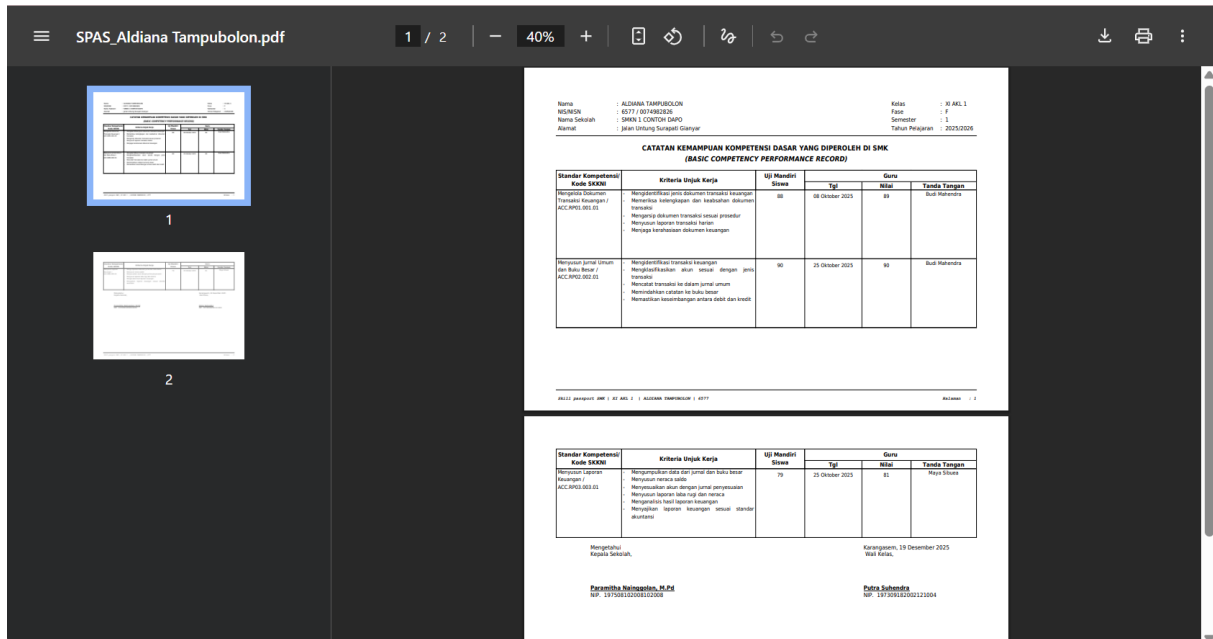 SPAS_Aldiana Tampubolon.pdf
1 / 2
40%
1
2
Nama : ALDIANA TAMPUBOLON Kelas : XI AKL 1
NIS/NISN : 6577 / 0074982826 Fase : F
Nama Sekolah : SMKN 1 CONTOH DAPO Semester : 1
Alamat : Jalan Untung Surapati Gianyar Tahun Pelajaran : 2025/2026
CATATAN KEMAMPUAN KOMPETENSI DASAR YANG DIPEROLEH DI SMK
(BASIC COMPETENCY PERFORMANCE RECORD)
Standar Kompetensi/ Kriteria Unjuk Kerja Uji Mandiri Guru
Kode SKKNI Siswa Tgl Nilai Tanda Tangan
Mengelola Dokumen - Mengidentifikasi jenis dokumen transaksi keuangan 88 08 Oktober 2025 89 Budi Mahendra
Transaksi Keuangan / - Memeriksa kelengkapan dan keabsahan dokumen
ACC.RP01.001.01 transaksi
- Mengarsip dokumen transaksi sesuai prosedur
- Menyusun laporan transaksi harian
- Menjaga kerahasiaan dokumen keuangan
Menyusun Jurnal Umum - Mengidentifikasi transaksi keuangan 90 25 Oktober 2025 90 Budi Mahendra
dan Buku Besar / - Mengklasifikasikan akun sesuai dengan jenis
ACC.RP02.002.01 transaksi
- Mencatat transaksi ke dalam jurnal umum
- Memindahkan catatan ke buku besar
- Memastikan keseimbangan antara debit dan kredit
Skill passport SMK | XI AKL 1 | ALDIANA TAMPUBOLON | 6577 Halaman : 1
Standar Kompetensi/ Kriteria Unjuk Kerja Uji Mandiri Guru
Kode SKKNI Siswa Tgl Nilai Tanda Tangan
Menyusun Laporan - Mengumpulkan data dari jurnal dan buku besar 79 25 Oktober 2025 81 Maya Sibuea
Keuangan / - Menyusun neraca saldo
ACC.RP03.003.01 - Menyesuaikan akun dengan jurnal penyesuaian
- Menyusun laporan laba rugi dan neraca
- Menganalisis hasil laporan keuangan
- Menyajikan laporan keuangan sesuai standar
akuntansi
Mengetahui Karangasem, 19 Desember 2025
Kepala Sekolah, Wali Kelas,
Paramitha Nainggolan, M.Pd Putra Suhendra
NIP. 197508102008102008 NIP. 197309182002121004